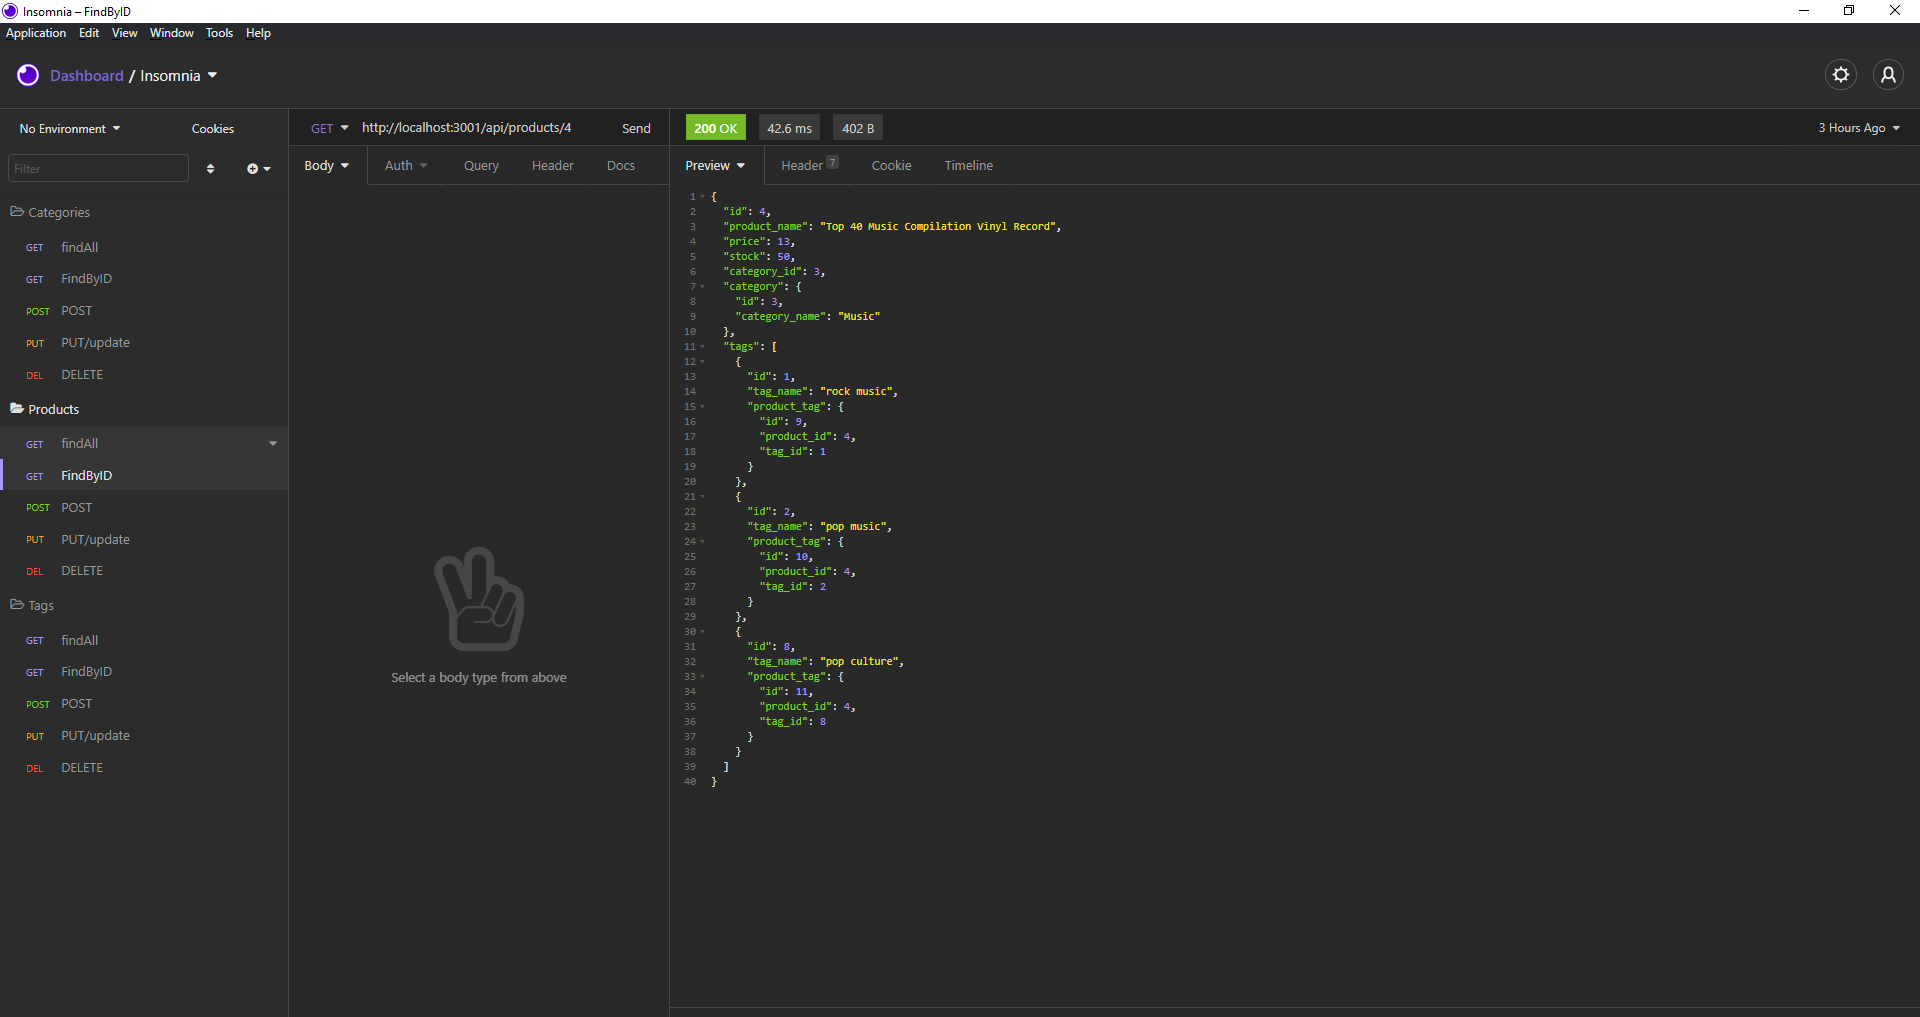 Insomnia – FindByID
Application Edit View Window Tools Help
Dashboard / Insomnia
No Environment Cookies
Filter
Categories
GET findAll
GET FindByID
POST POST
PUT PUT/update
DEL DELETE
Products
GET findAll
GET FindByID
POST POST
PUT PUT/update
DEL DELETE
Tags
GET findAll
GET FindByID
POST POST
PUT PUT/update
DEL DELETE
GET http://localhost:3001/api/products/4 Send
Body Auth Query Header Docs
Select a body type from above
200 OK 42.6 ms 402 B 3 Hours Ago
Preview Header 7 Cookie Timeline
1 {
2 "id": 4,
3 "product_name": "Top 40 Music Compilation Vinyl Record",
4 "price": 13,
5 "stock": 50,
6 "category_id": 3,
7 "category": {
8 "id": 3,
9 "category_name": "Music"
10 },
11 "tags": [
12 {
13 "id": 1,
14 "tag_name": "rock music",
15 "product_tag": {
16 "id": 9,
17 "product_id": 4,
18 "tag_id": 1
19 }
20 },
21 {
22 "id": 2,
23 "tag_name": "pop music",
24 "product_tag": {
25 "id": 10,
26 "product_id": 4,
27 "tag_id": 2
28 }
29 },
30 {
31 "id": 8,
32 "tag_name": "pop culture",
33 "product_tag": {
34 "id": 11,
35 "product_id": 4,
36 "tag_id": 8
37 }
38 }
39 ]
40 }